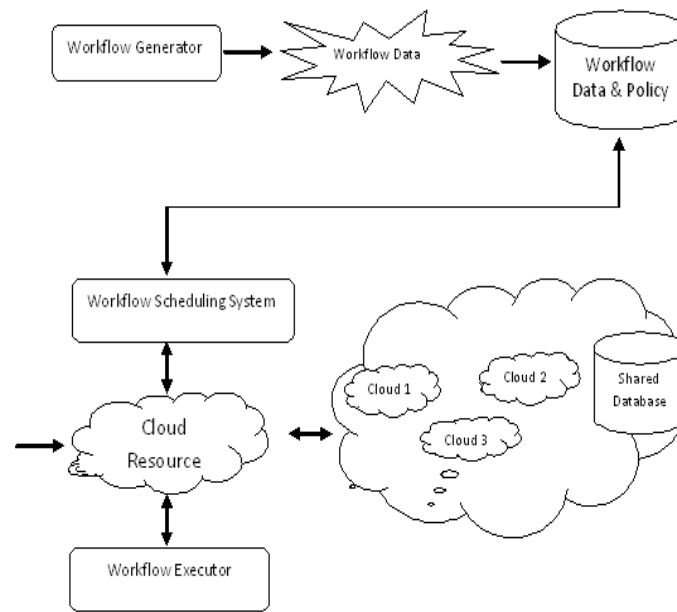 Workflow Generator
Workflow Data
Workflow
Data & Policy
Workflow Scheduling System
Cloud 1
Cloud 2
Shared
Database
Cloud
Resource
Cloud 3
Workflow Executor